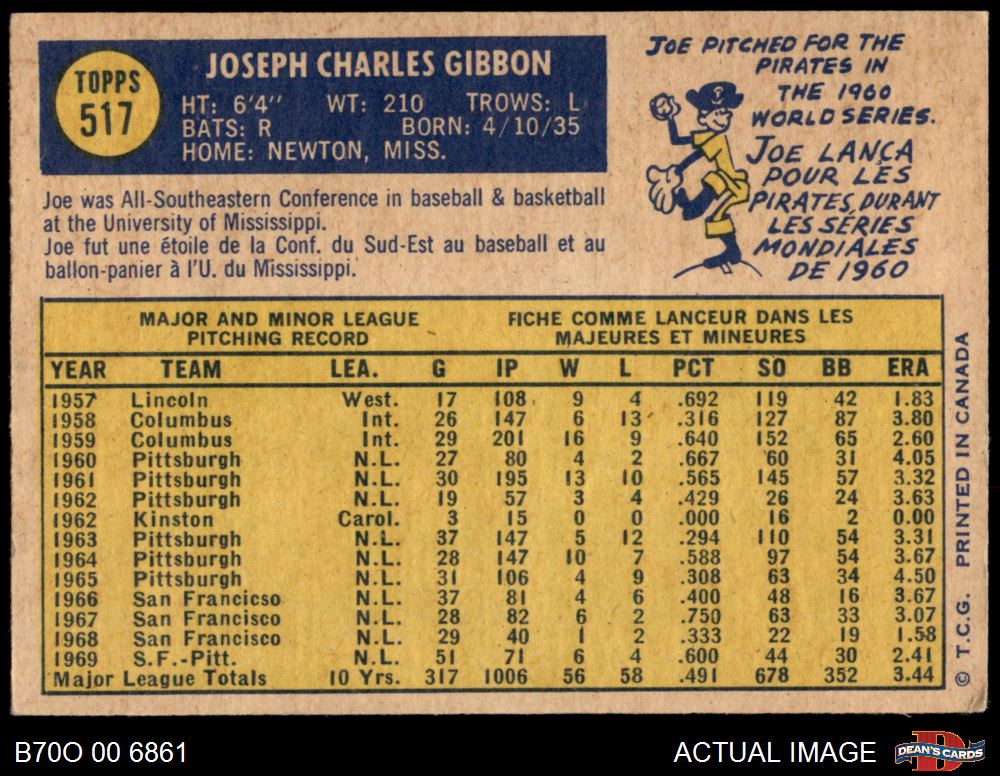 TOPPS
517
JOSEPH CHARLES GIBBON
HT: 6'4" WT: 210 TROWS: L
BATS: R BORN: 4/10/35
HOME: NEWTON, MISS.
Joe was All-Southeastern Conference in baseball & basketball
at the University of Mississippi.
Joe fut une étoile de la Conf. du Sud-Est au baseball et au
ballon-panier à l'U. du Mississippi.
JOE PITCHED FOR THE
PIRATES IN
THE 1960
WORLD SERIES.
JOE LANÇA
POUR LES
PIRATES, DURANT
LES SÉRIES
MONDIALES
DE 1960
MAJOR AND MINOR LEAGUE
PITCHING RECORD
FICHE COMME LANCEUR DANS LES
MAJEURES ET MINEURES
YEAR TEAM LEA. G IP W L PCT SO BB ERA
1957 Lincoln West. 17 108 9 4 .692 119 42 1.83
1958 Columbus Int. 26 147 6 13 .316 127 87 3.80
1959 Columbus Int. 29 201 16 9 .640 152 65 2.60
1960 Pittsburgh N.L. 27 80 4 2 .667 60 31 4.05
1961 Pittsburgh N.L. 30 195 13 10 .565 145 57 3.32
1962 Pittsburgh N.L. 19 57 3 4 .429 26 24 3.63
1962 Kinston Carol. 3 15 0 0 .000 16 2 0.00
1963 Pittsburgh N.L. 37 147 5 12 .294 110 54 3.31
1964 Pittsburgh N.L. 28 147 10 7 .588 97 54 3.67
1965 Pittsburgh N.L. 31 106 4 9 .308 63 34 4.50
1966 San Francicso N.L. 37 81 4 6 .400 48 16 3.67
1967 San Francisco N.L. 28 82 6 2 .750 63 33 3.07
1968 San Francisco N.L. 29 40 1 2 .333 22 19 1.58
1969 S.F.-Pitt. N.L. 51 71 6 4 .600 44 30 2.41
Major League Totals 10 Yrs. 317 1006 56 58 .491 678 352 3.44
© T.C.G. PRINTED IN CANADA
B70O 00 6861
ACTUAL IMAGE
DEAN'S CARDS